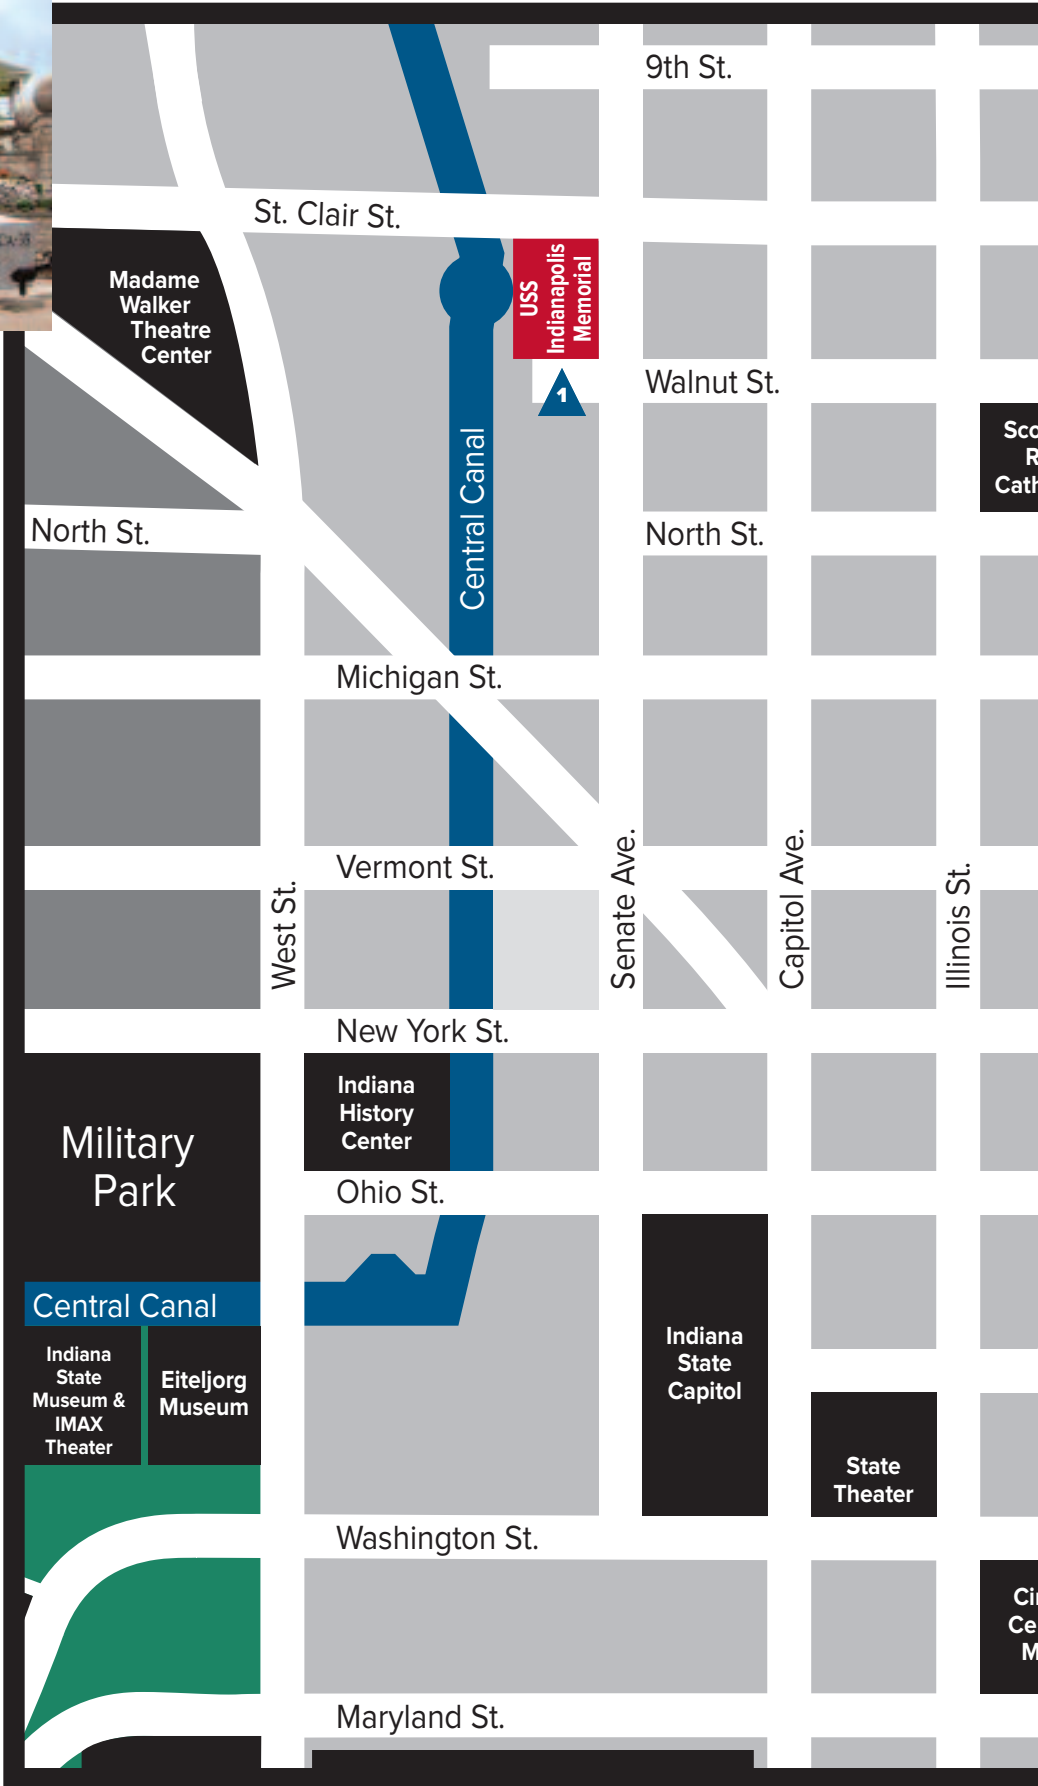 9th St.
St. Clair St.
Madame
Walker
Theatre
Center
USS
Indianapolis
Memorial
1
Walnut St.
Central Canal
North St.
North St.
Michigan St.
Vermont St.
West St.
Senate Ave.
Capitol Ave.
Illinois St.
New York St.
Indiana
History
Center
Military
Park
Ohio St.
Central Canal
Indiana
State
Museum &
IMAX
Theater
Eiteljorg
Museum
Indiana
State
Capitol
State
Theater
Washington St.
Maryland St.